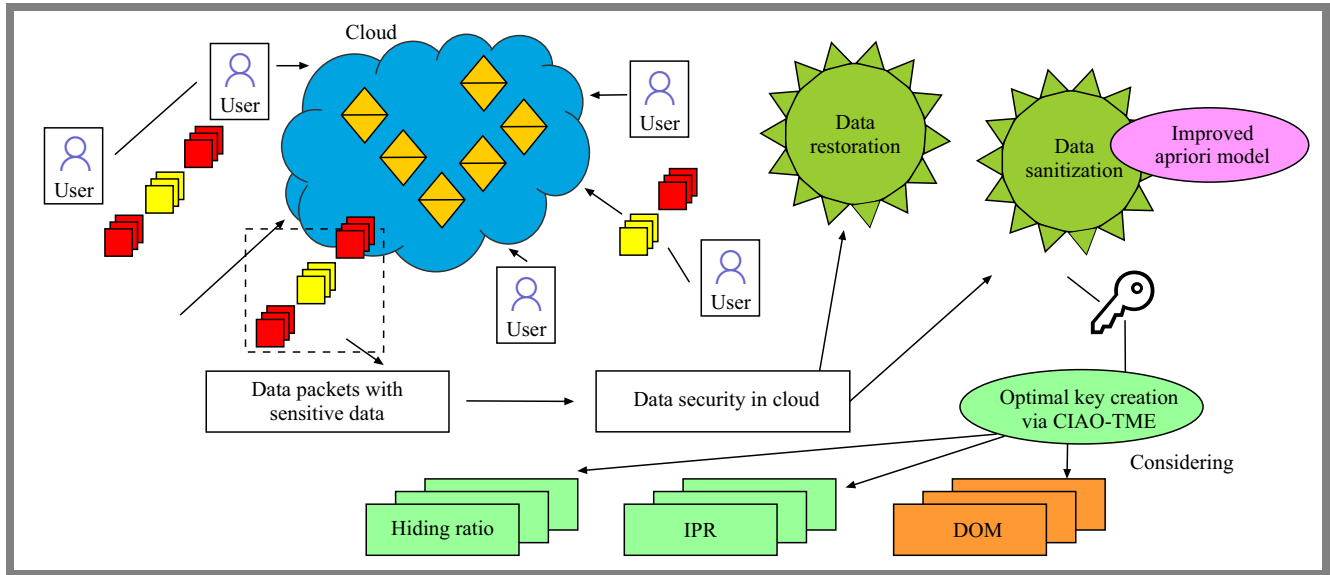 Cloud
User
User
User
User
User
Data
restoration
Data
sanitization
Improved
apriori model
Data packets with
sensitive data
Data security in cloud
Optimal key creation
via CIAO-TME
Considering
Hiding ratio
IPR
DOM